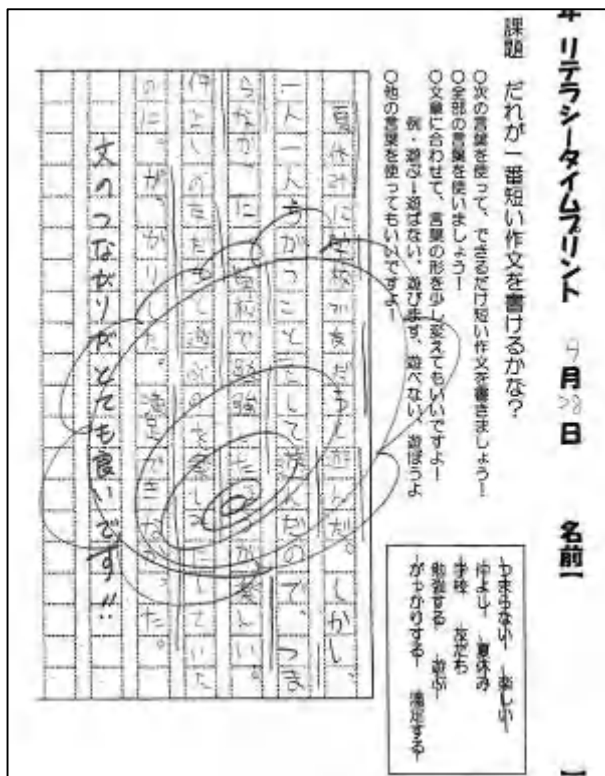 年 リテラシータイムプリント 9月28日 名前【 】
課題 だれが一番短い作文を書けるかな?
○次の言葉を使って、できるだけ短い作文を書きましょう!
○全部の言葉を使いましょう!
○文章に合わせて、言葉の形を少し変えてもいいですよ!
例・遊ぶ→遊ばない、遊びます、遊べない、遊ぼうよ
○他の言葉を使ってもいいですよ!
つまらない 楽しい
仲よし 夏休み
学校 友だち
勉強する 遊ぶ
がっかりする 満足する
夏休みに学校の友だちと遊んだ。しかし、
一人一人ちがうことをして遊んだので、つま
らなかった。学校で勉強した方が楽しい。
仲よしの友だちと遊ぶのを楽しみにしていた
のに。がっかりした。満足できなかった。
文のつながりがとても良いです!!